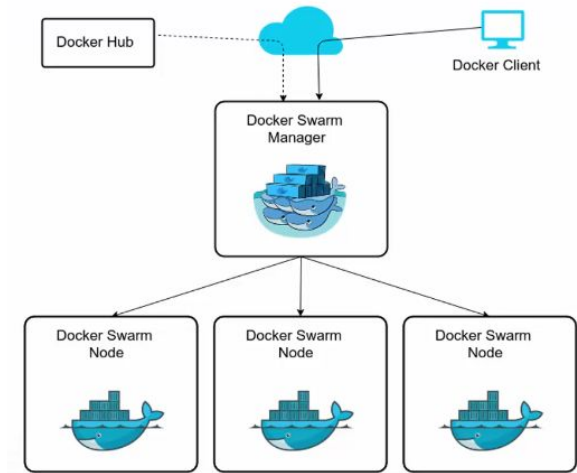 Docker Hub
Docker Client
Docker Swarm
Manager
Docker Swarm
Node
Docker Swarm
Node
Docker Swarm
Node